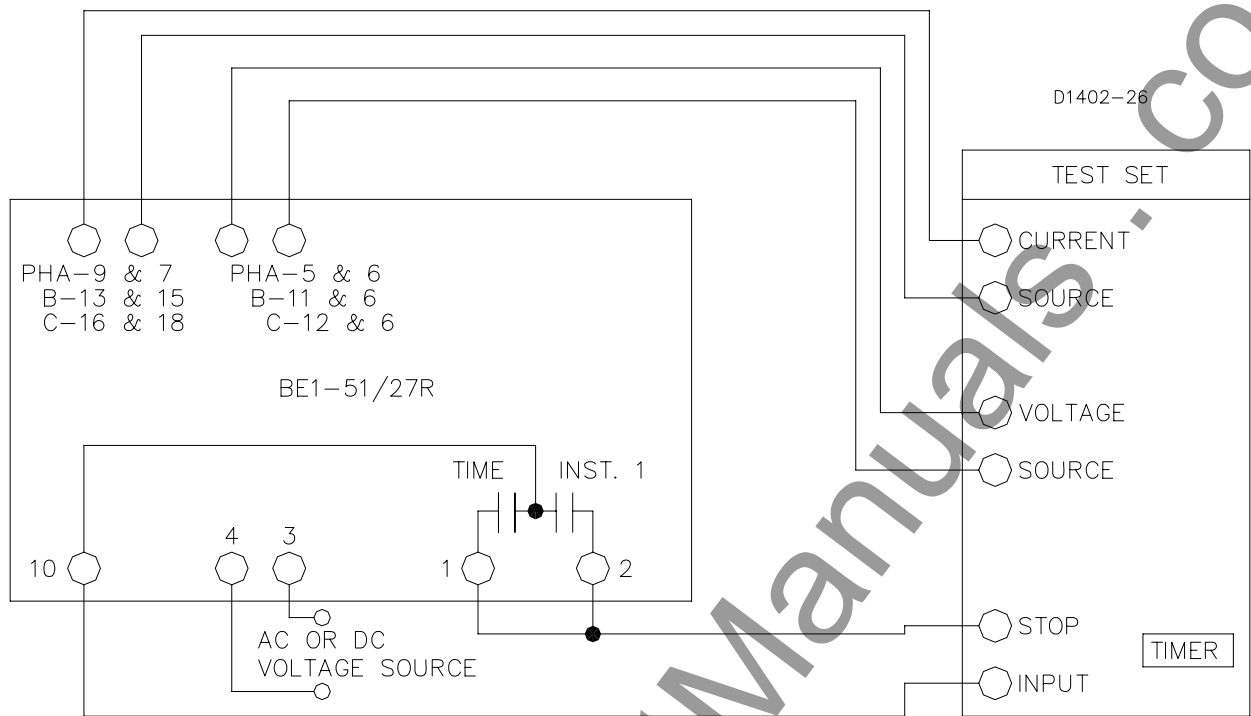 D1402-26
TEST SET
CURRENT
SOURCE
VOLTAGE
SOURCE
STOP
TIMER
INPUT
PHA-9 & 7
B-13 & 15
C-16 & 18
PHA-5 & 6
B-11 & 6
C-12 & 6
BE1-51/27R
TIME
INST. 1
10
4
3
1
2
AC OR DC
VOLTAGE SOURCE
Manuals.co